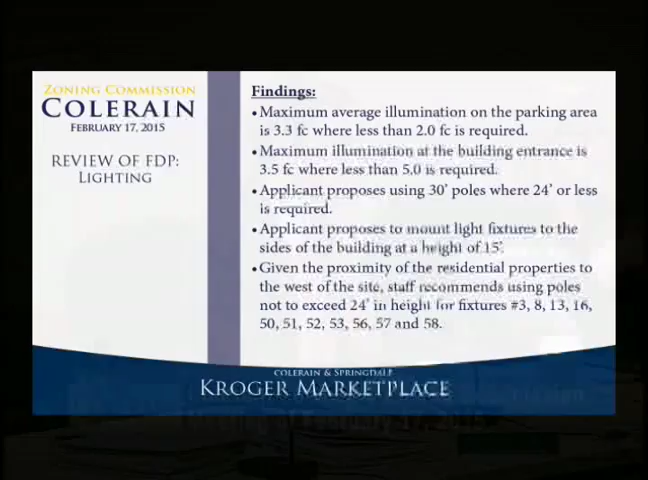 Zoning Commission
Colerain
February 17, 2015
Review of FDP:
Lighting
Findings:
•Maximum average illumination on the parking area
is 3.3 fc where less than 2.0 fc is required.
•Maximum illumination at the building entrance is
3.5 fc where less than 5.0 is required.
•Applicant proposes using 30' poles where 24' or less
is required.
•Applicant proposes to mount light fixtures to the
sides of the building at a height of 15'.
•Given the proximity of the residential properties to
the west of the site, staff recommends using poles
not to exceed 24' in height for fixtures #3, 8, 13, 16,
50, 51, 52, 53, 56, 57 and 58.
Colerain & Springdale
Kroger Marketplace